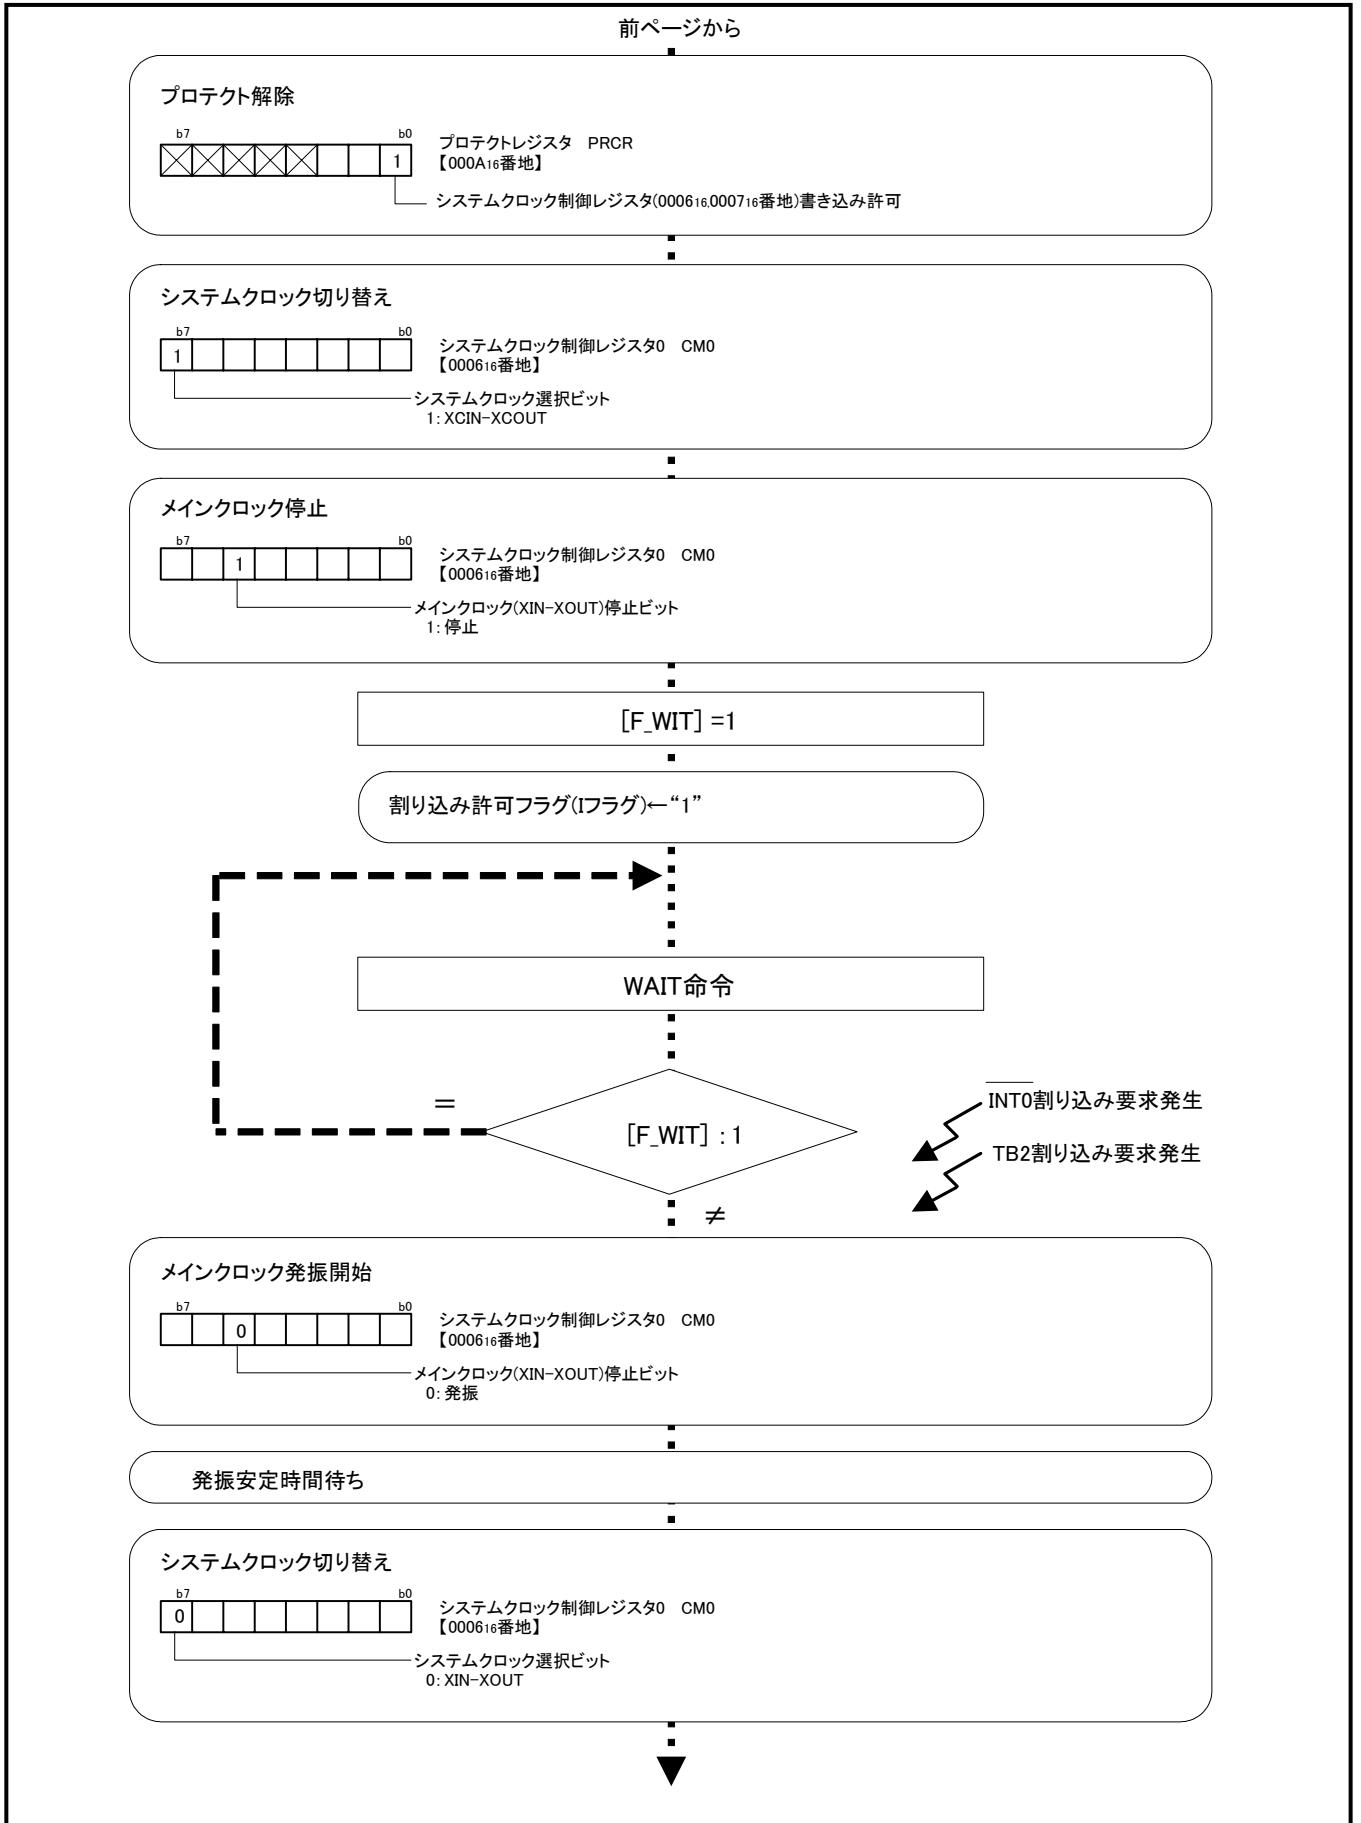 前ページから
プロテクト解除
b7 b0
1
プロテクトレジスタ PRCR
【000A16番地】
システムクロック制御レジスタ(000616,000716番地)書き込み許可
システムクロック切り替え
b7 b0
1
システムクロック制御レジスタ0 CM0
【000616番地】
システムクロック選択ビット
1: XCIN-XCOUT
メインクロック停止
b7 b0
1
システムクロック制御レジスタ0 CM0
【000616番地】
メインクロック(XIN-XOUT)停止ビット
1: 停止
[F_WIT] =1
割り込み許可フラグ(Iフラグ)←“1”
WAIT命令
=
[F_WIT] : 1
INT0割り込み要求発生
TB2割り込み要求発生
≠
メインクロック発振開始
b7 b0
0
システムクロック制御レジスタ0 CM0
【000616番地】
メインクロック(XIN-XOUT)停止ビット
0: 発振
発振安定時間待ち
システムクロック切り替え
b7 b0
0
システムクロック制御レジスタ0 CM0
【000616番地】
システムクロック選択ビット
0: XIN-XOUT